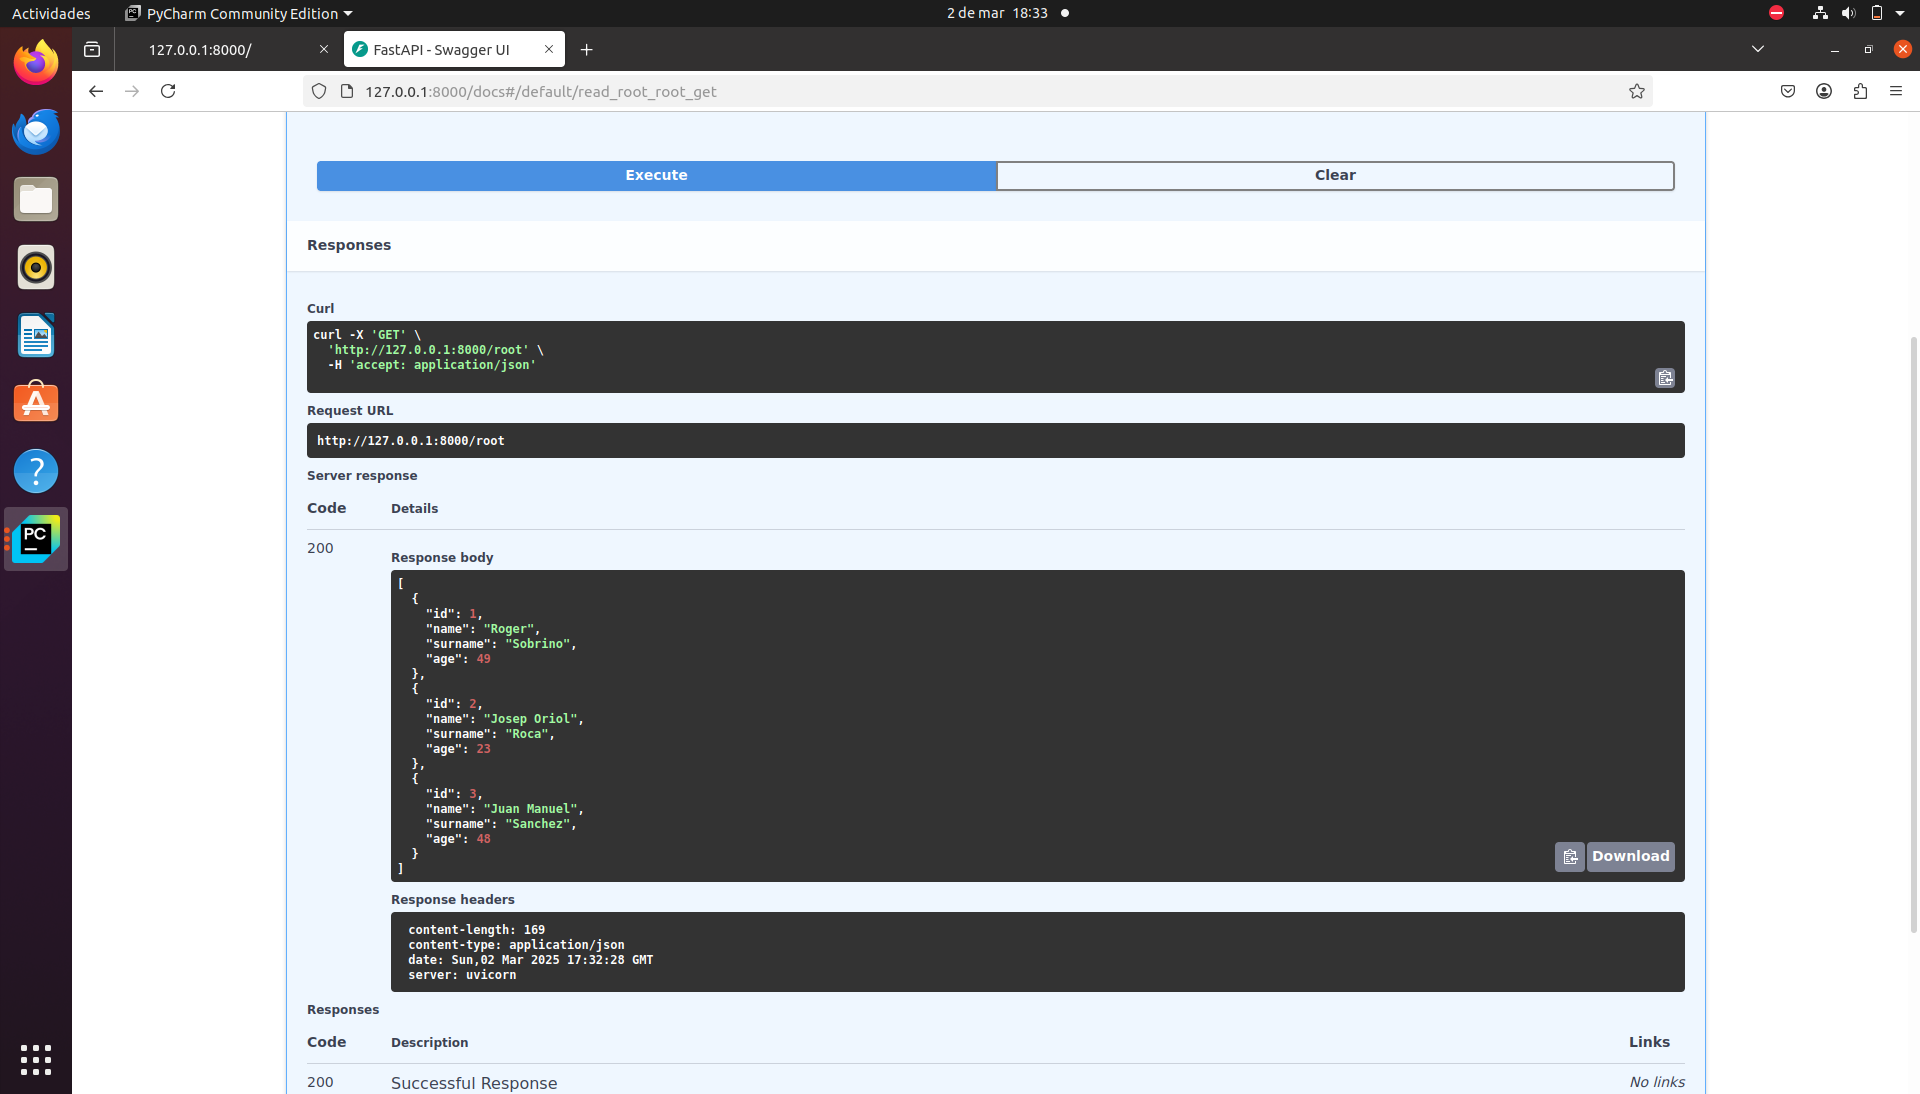 Actividades
PyCharm Community Edition
2 de mar 18:33
127.0.0.1:8000/
FastAPI - Swagger UI
127.0.0.1:8000/docs#/default/read_root_root_get
Execute
Clear
Responses
Curl
curl -X 'GET' \
'http://127.0.0.1:8000/root' \
-H 'accept: application/json'
Request URL
http://127.0.0.1:8000/root
Server response
Code
Details
200
Response body
[
{
"id": 1,
"name": "Roger",
"surname": "Sobrino",
"age": 49
},
{
"id": 2,
"name": "Josep Oriol",
"surname": "Roca",
"age": 23
},
{
"id": 3,
"name": "Juan Manuel",
"surname": "Sanchez",
"age": 48
}
]
Download
Response headers
content-length: 169
content-type: application/json
date: Sun,02 Mar 2025 17:32:28 GMT
server: uvicorn
Responses
Code
Description
Links
200
Successful Response
No links
PC